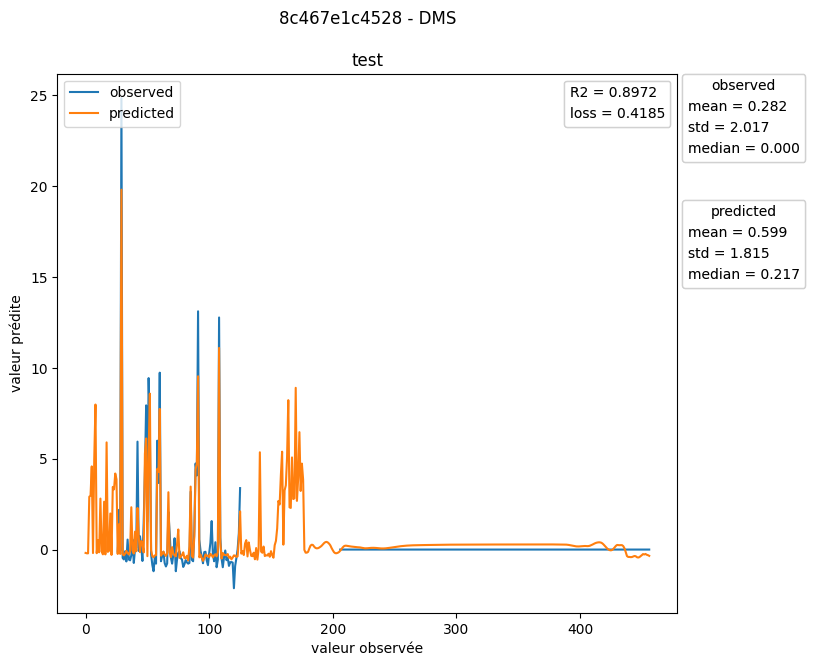 8c467e1c4528 - DMS
test
observed
predicted
R2 = 0.8972
loss = 0.4185
observed
mean = 0.282
std = 2.017
median = 0.000
predicted
mean = 0.599
std = 1.815
median = 0.217
valeur prédite
25
20
15
10
5
0
0 100 200 300 400
valeur observée